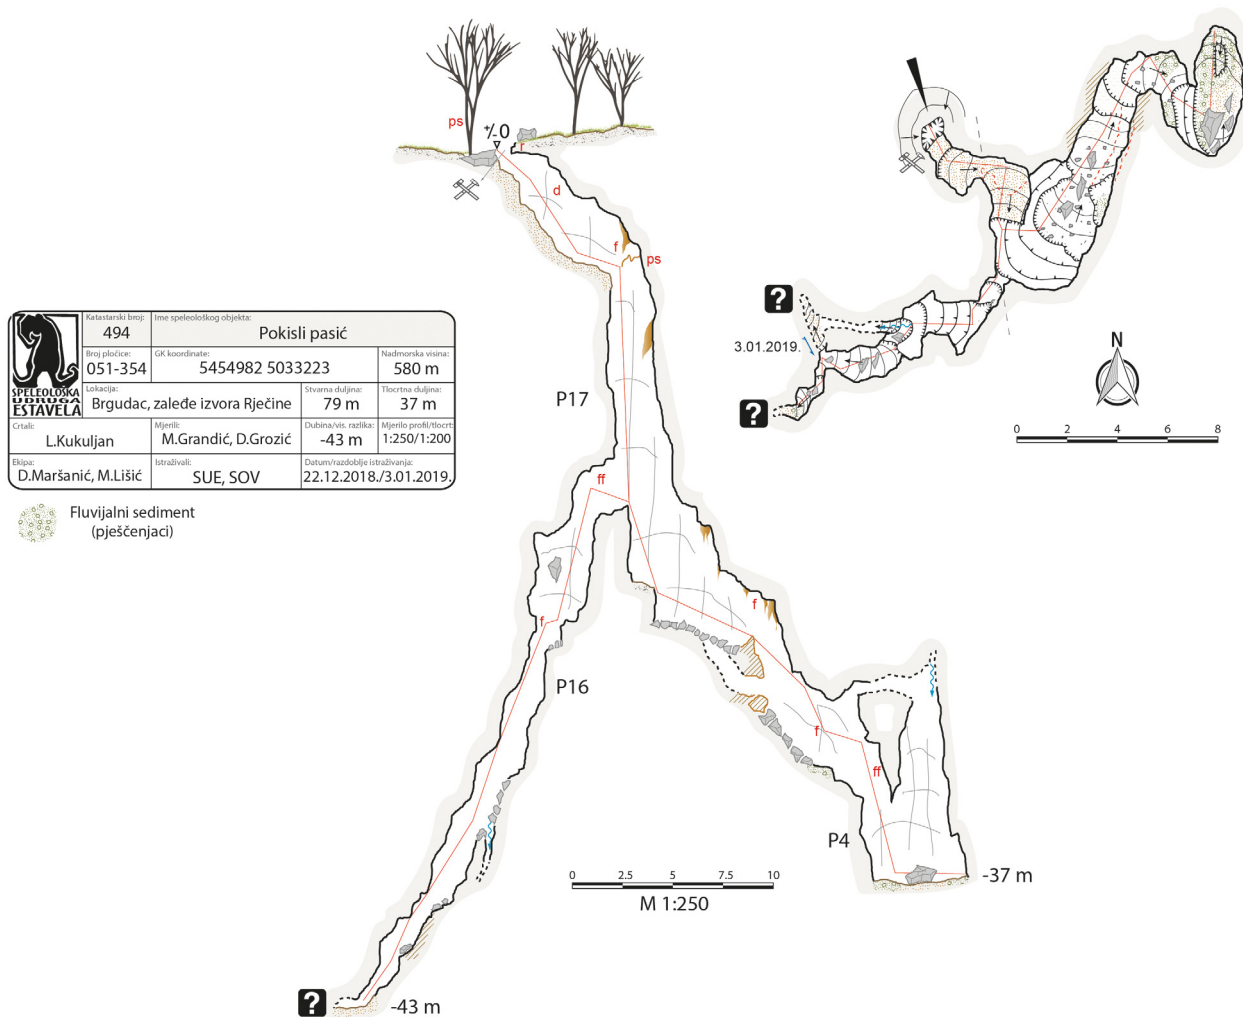 ps
+/-0
r
d
f
ps
P17
ff
f
f
P16
f
ff
P4
-37 m
-43 m
?
0 2.5 5 7.5 10
M 1:250
?
3.01.2019.
?
N
0 2 4 6 8
SPELEOLOŠKA
UDRUGA
ESTAVELA
Katastarski broj:
494
Ime speleološkog objekta:
Pokisli pasić
Broj pločice:
051-354
GK koordinate:
5454982 5033223
Nadmorska visina:
580 m
Lokacija:
Brgudac, zaleđe izvora Rječine
Stvarna duljina:
79 m
Tlocrtna duljina:
37 m
Crtali:
L.Kukuljan
Mjerili:
M.Grandić, D.Grozić
Dubina/vis. razlika:
-43 m
Mjerilo profil/tlocrt:
1:250/1:200
Ekipa:
D.Maršanić, M.Lišić
Istraživali:
SUE, SOV
Datum/razdoblje istraživanja:
22.12.2018./3.01.2019.
Fluvijalni sediment
(pješčenjaci)